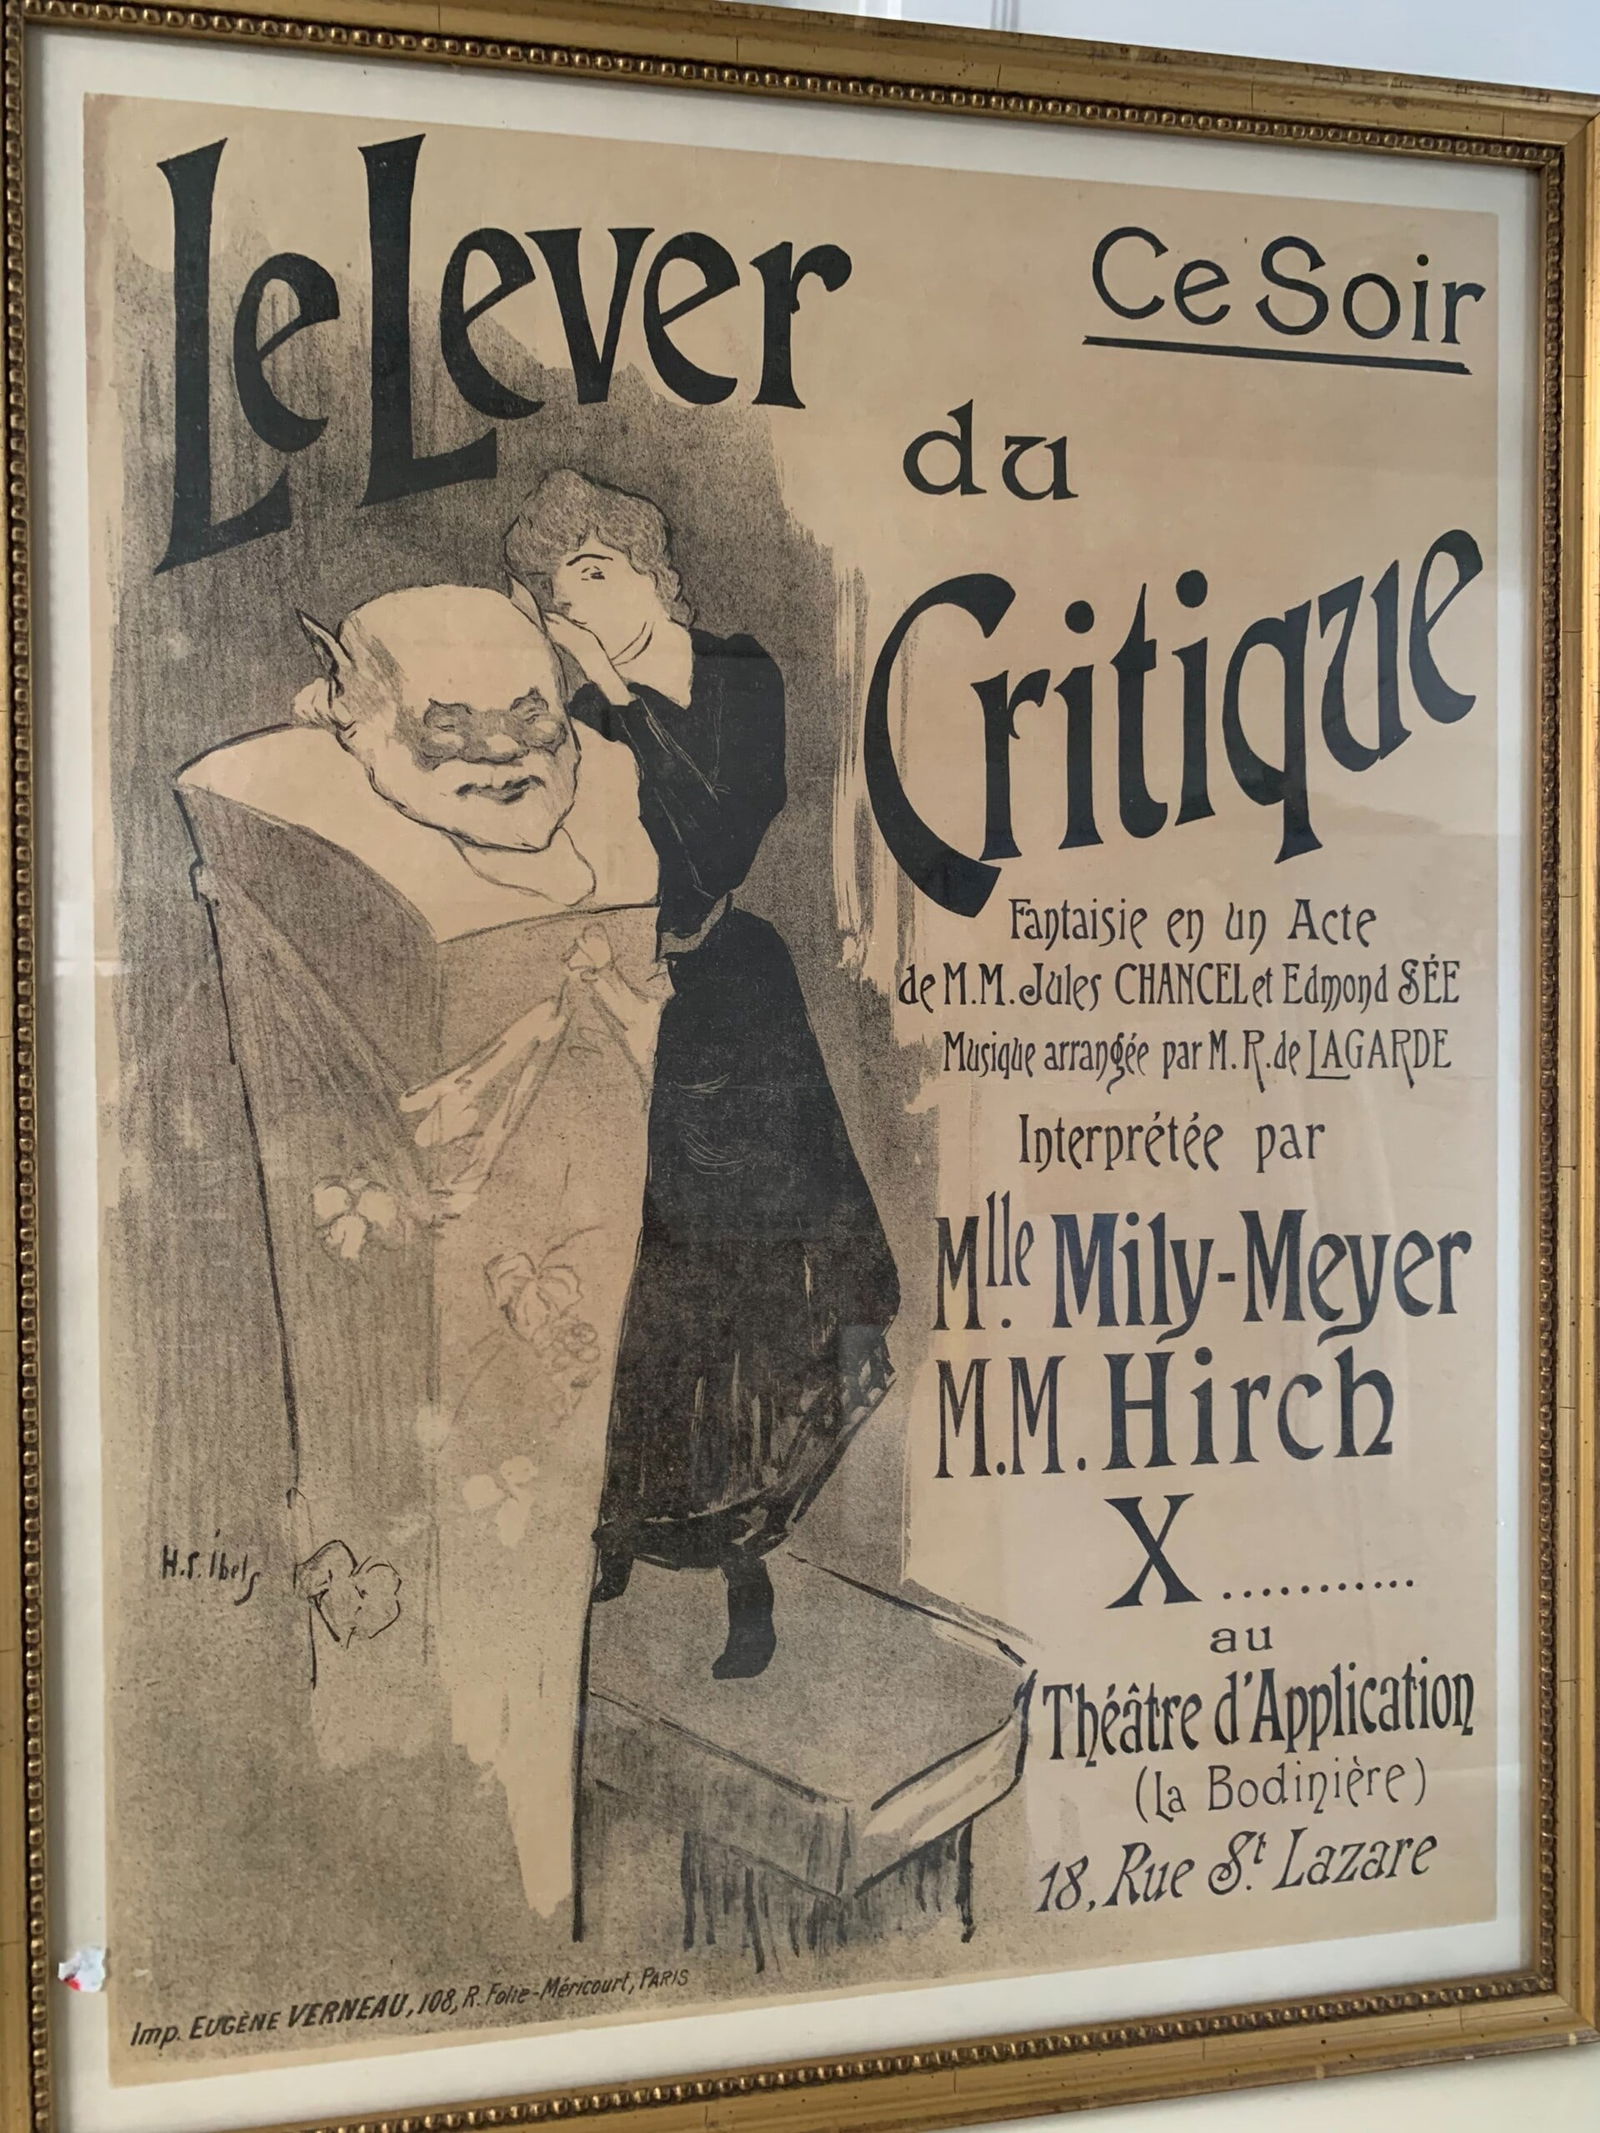 Le Lever
Ce Soir
du
Critique
Fantaisie en un Acte
de M.M. Jules CHANCEL et Edmond SÉE
Musique arrangée par M. R. de LAGARDE
Interprétée par
Mlle. Mily-Meyer
M.M. Hirch
X ...........
au
Théâtre d'Application
(La Bodinière)
18, Rue St. Lazare
H.G. Ibels
Imp. EUGÈNE VERNEAU, 108, R. Folie-Méricourt, PARIS